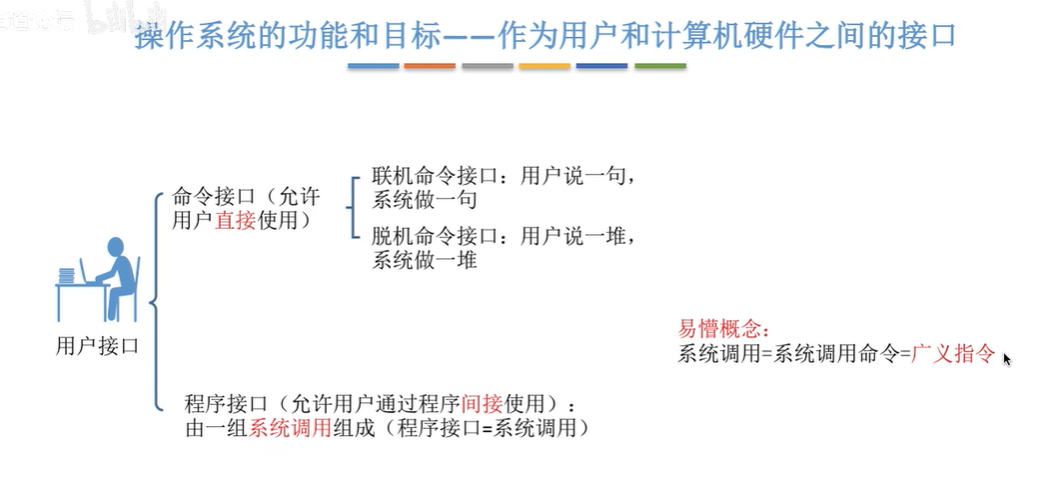 操作系统的功能和目标——作为用户和计算机硬件之间的接口
命令接口（允许
用户直接使用）
联机命令接口：用户说一句，
系统做一句
脱机命令接口：用户说一堆，
系统做一堆
用户接口
易懵概念：
系统调用=系统调用命令=广义指令
程序接口（允许用户通过程序间接使用）：
由一组系统调用组成（程序接口=系统调用）